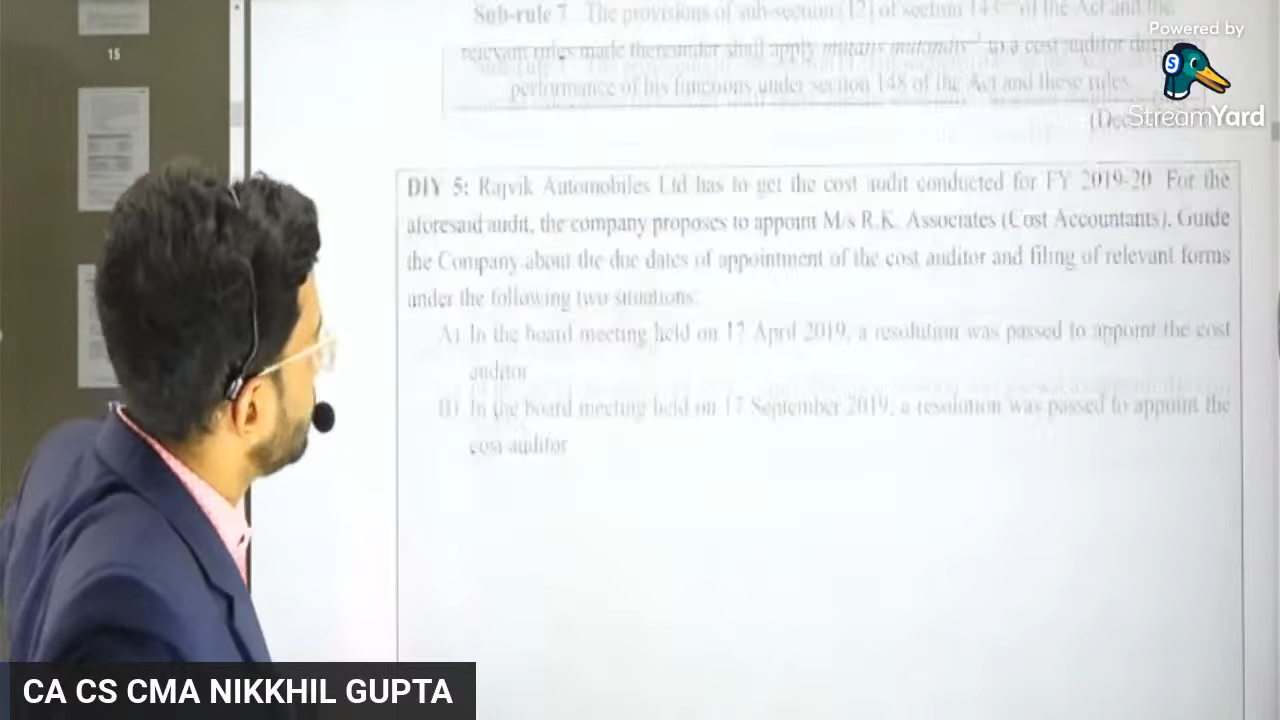 Powered by
StreamYard
15
Sub-rule 7 The provisions of sub-section (12) of section 143 of the Act and the
relevant rules made thereunder shall apply mutatis mutandis to a cost auditor during
performance of his functions under section 148 of the Act and these rules.
DIY 5: Rajvik Automobiles Ltd has to get the cost audit conducted for FY 2019-20. For the
aforesaid audit, the company proposes to appoint M/s R.K. Associates (Cost Accountants). Guide
the Company about the due dates of appointment of the cost auditor and filing of relevant forms
under the following two situations:
A) In the board meeting held on 17 April 2019, a resolution was passed to appoint the cost
auditor
B) In the board meeting held on 17 September 2019, a resolution was passed to appoint the
cost auditor
CA CS CMA NIKKHIL GUPTA